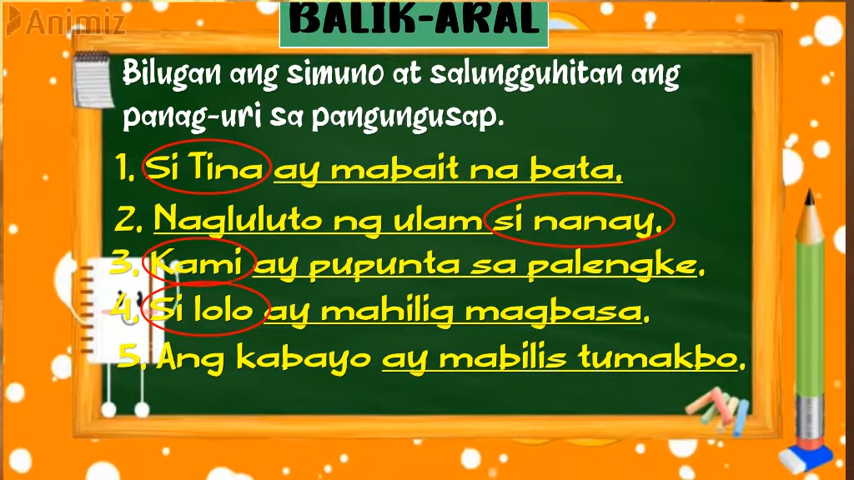 Animiz
BALIK-ARAL
Bilugan ang simuno at salungguhitan ang
panag-uri sa pangungusap.
1. Si Tina ay mabait na bata.
2. Nagluluto ng ulam si nanay.
3. Kami ay pupunta sa palengke.
4. Si lolo ay mahilig magbasa.
5. Ang kabayo ay mabilis tumakbo.